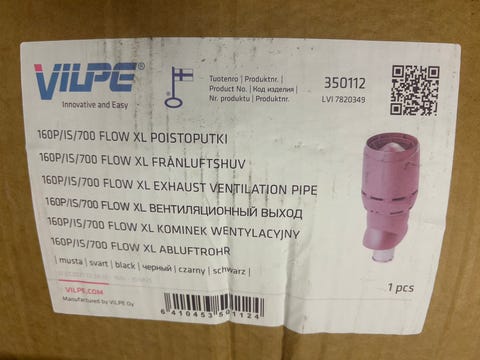 VILPE®
Innovative and Easy
Tuotenro | Produktnr.
Product No. | Код изделия
Nr. produktu | Produktnr.
350112
LVI 7820349
160P/IS/700 FLOW XL POISTOPUTKI
160P/IS/700 FLOW XL FRÅNLUFTSHUV
160P/IS/700 FLOW XL EXHAUST VENTILATION PIPE
160P/IS/700 FLOW XL ВЕНТИЛЯЦИОННЫЙ ВЫХОД
160P/IS/700 FLOW XL KOMINEK WENTYLACYJNY
160P/IS/700 FLOW XL ABLUFTROHR
| musta | svart | black | черный | czarny | schwarz |
VILPE.COM
Manufactured by VILPE Oy
6 410453 501124
1 pcs